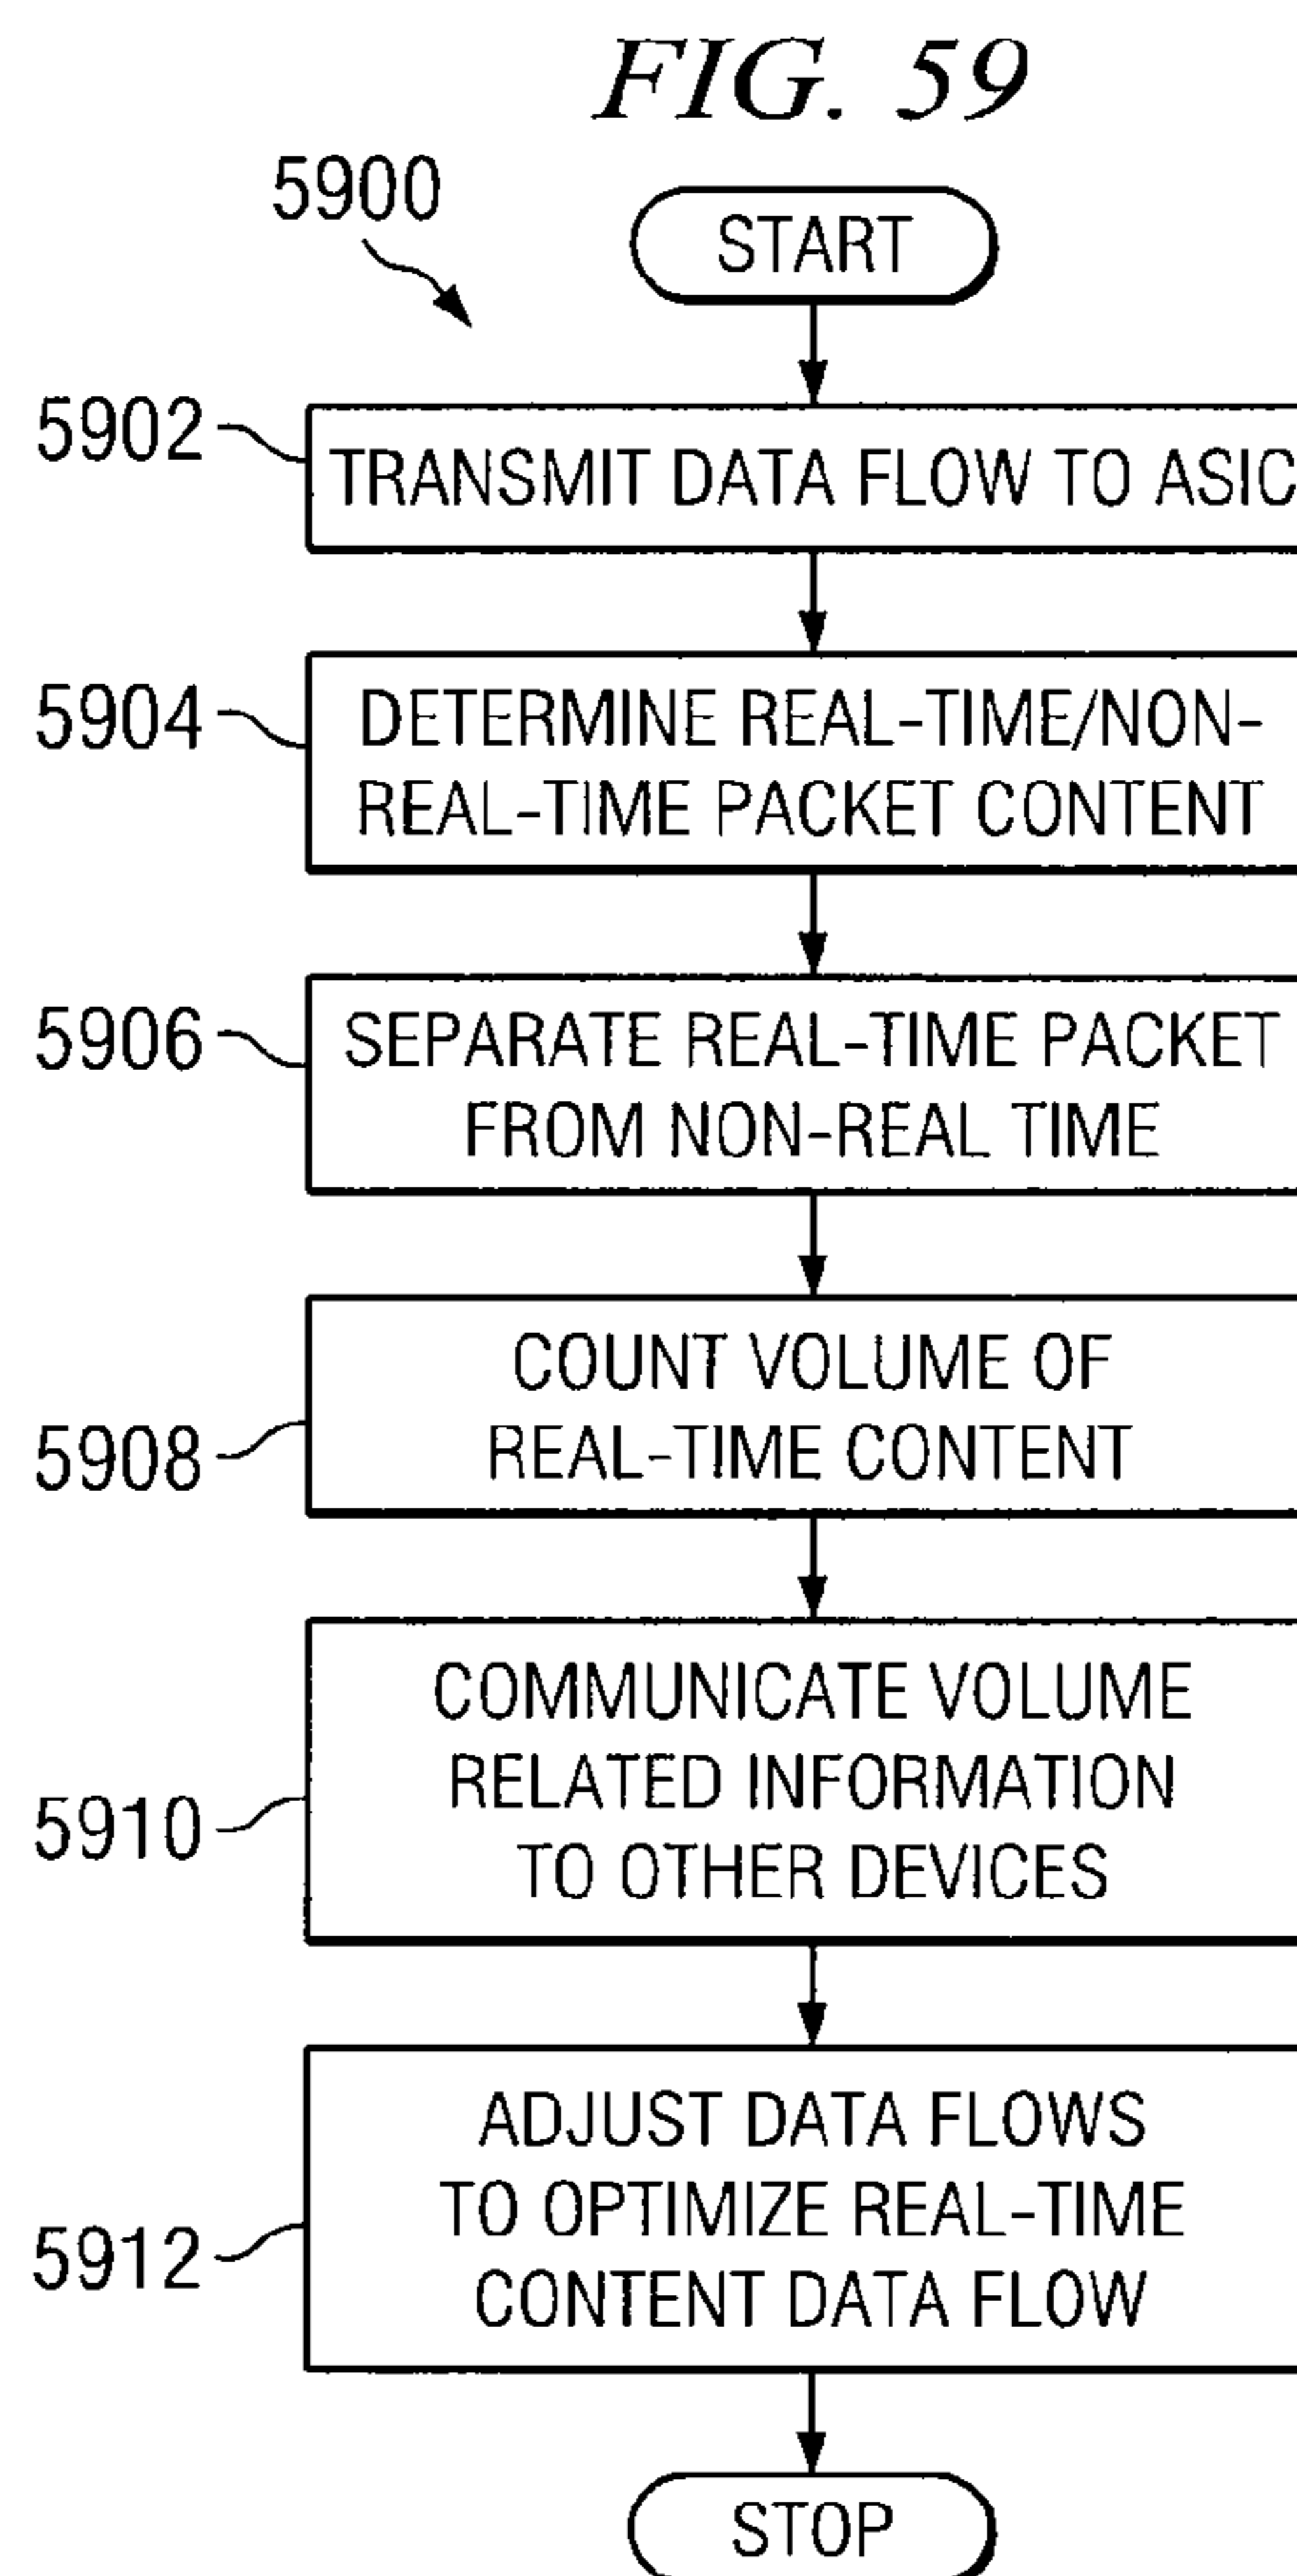 FIG. 59
5900
START
5902
TRANSMIT DATA FLOW TO ASIC
5904
DETERMINE REAL-TIME/NON-
REAL-TIME PACKET CONTENT
5906
SEPARATE REAL-TIME PACKET
FROM NON-REAL TIME
5908
COUNT VOLUME OF
REAL-TIME CONTENT
5910
COMMUNICATE VOLUME
RELATED INFORMATION
TO OTHER DEVICES
5912
ADJUST DATA FLOWS
TO OPTIMIZE REAL-TIME
CONTENT DATA FLOW
STOP